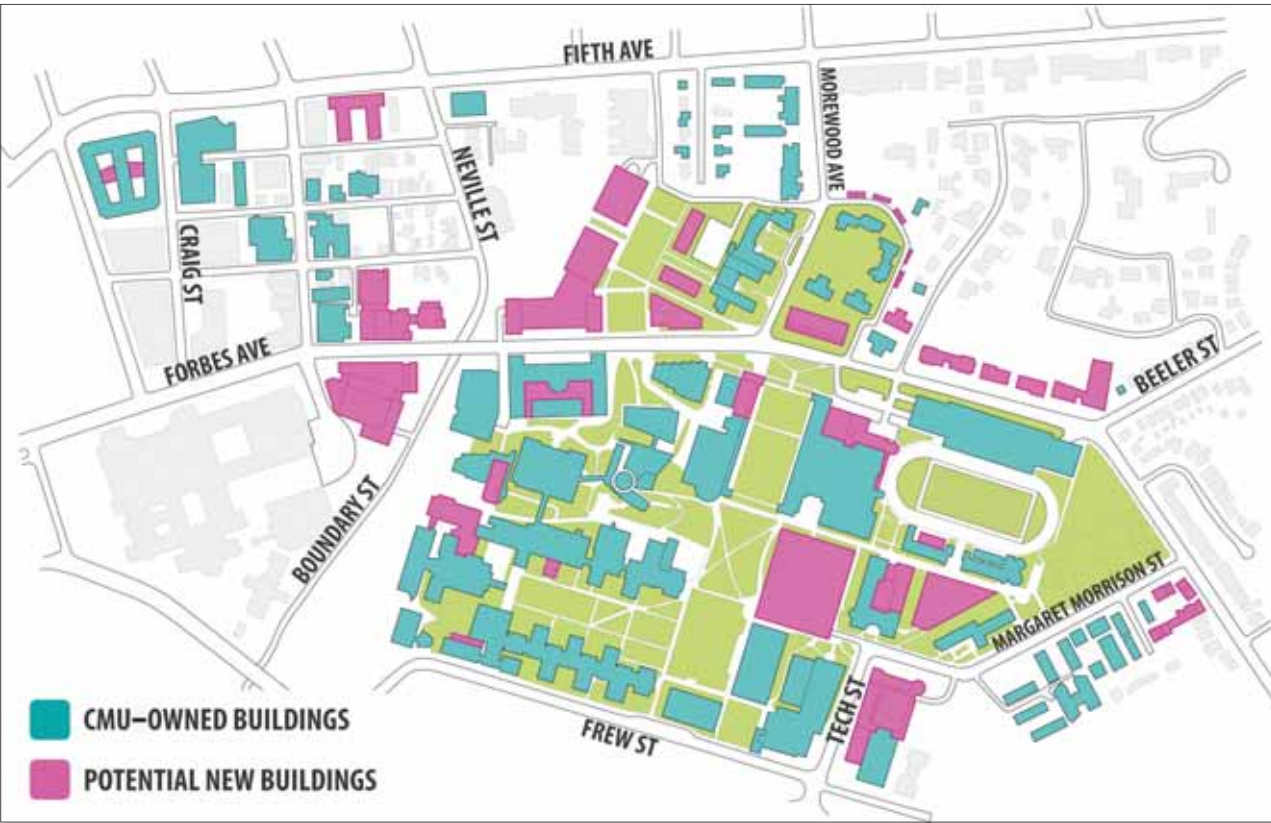 FIFTH AVE
MOREWOOD AVE
NEVILLE ST
CRAIG ST
FORBES AVE
BEELER ST
BOUNDARY ST
MARGARET MORRISON ST
TECH ST
FREW ST
CMU–OWNED BUILDINGS
POTENTIAL NEW BUILDINGS